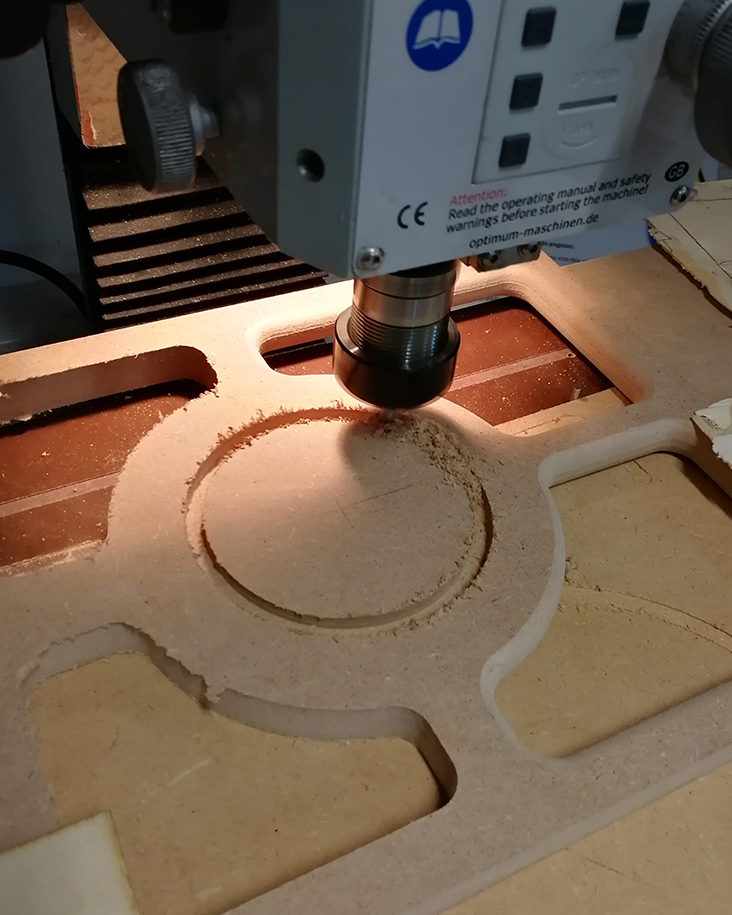 GB
Attention:
Read the operating manual and safety
warnings before starting the machine!
CE
optimum-maschinen.de